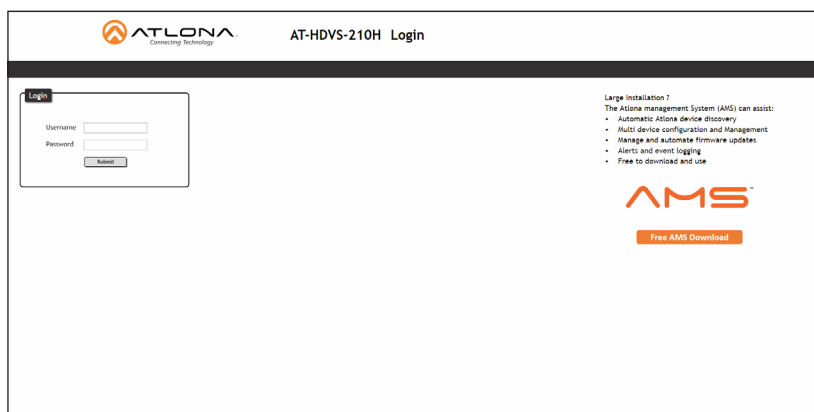 ATLONA
Connecting Technology
AT-HDVS-210H Login
Login
Username
Password
Submit
Large Installation ?
The Atlona management System (AMS) can assist:
• Automatic Atlona device discovery
• Multi device configuration and Management
• Manage and automate firmware updates
• Alerts and event logging
• Free to download and use
AMS™
Free AMS Download